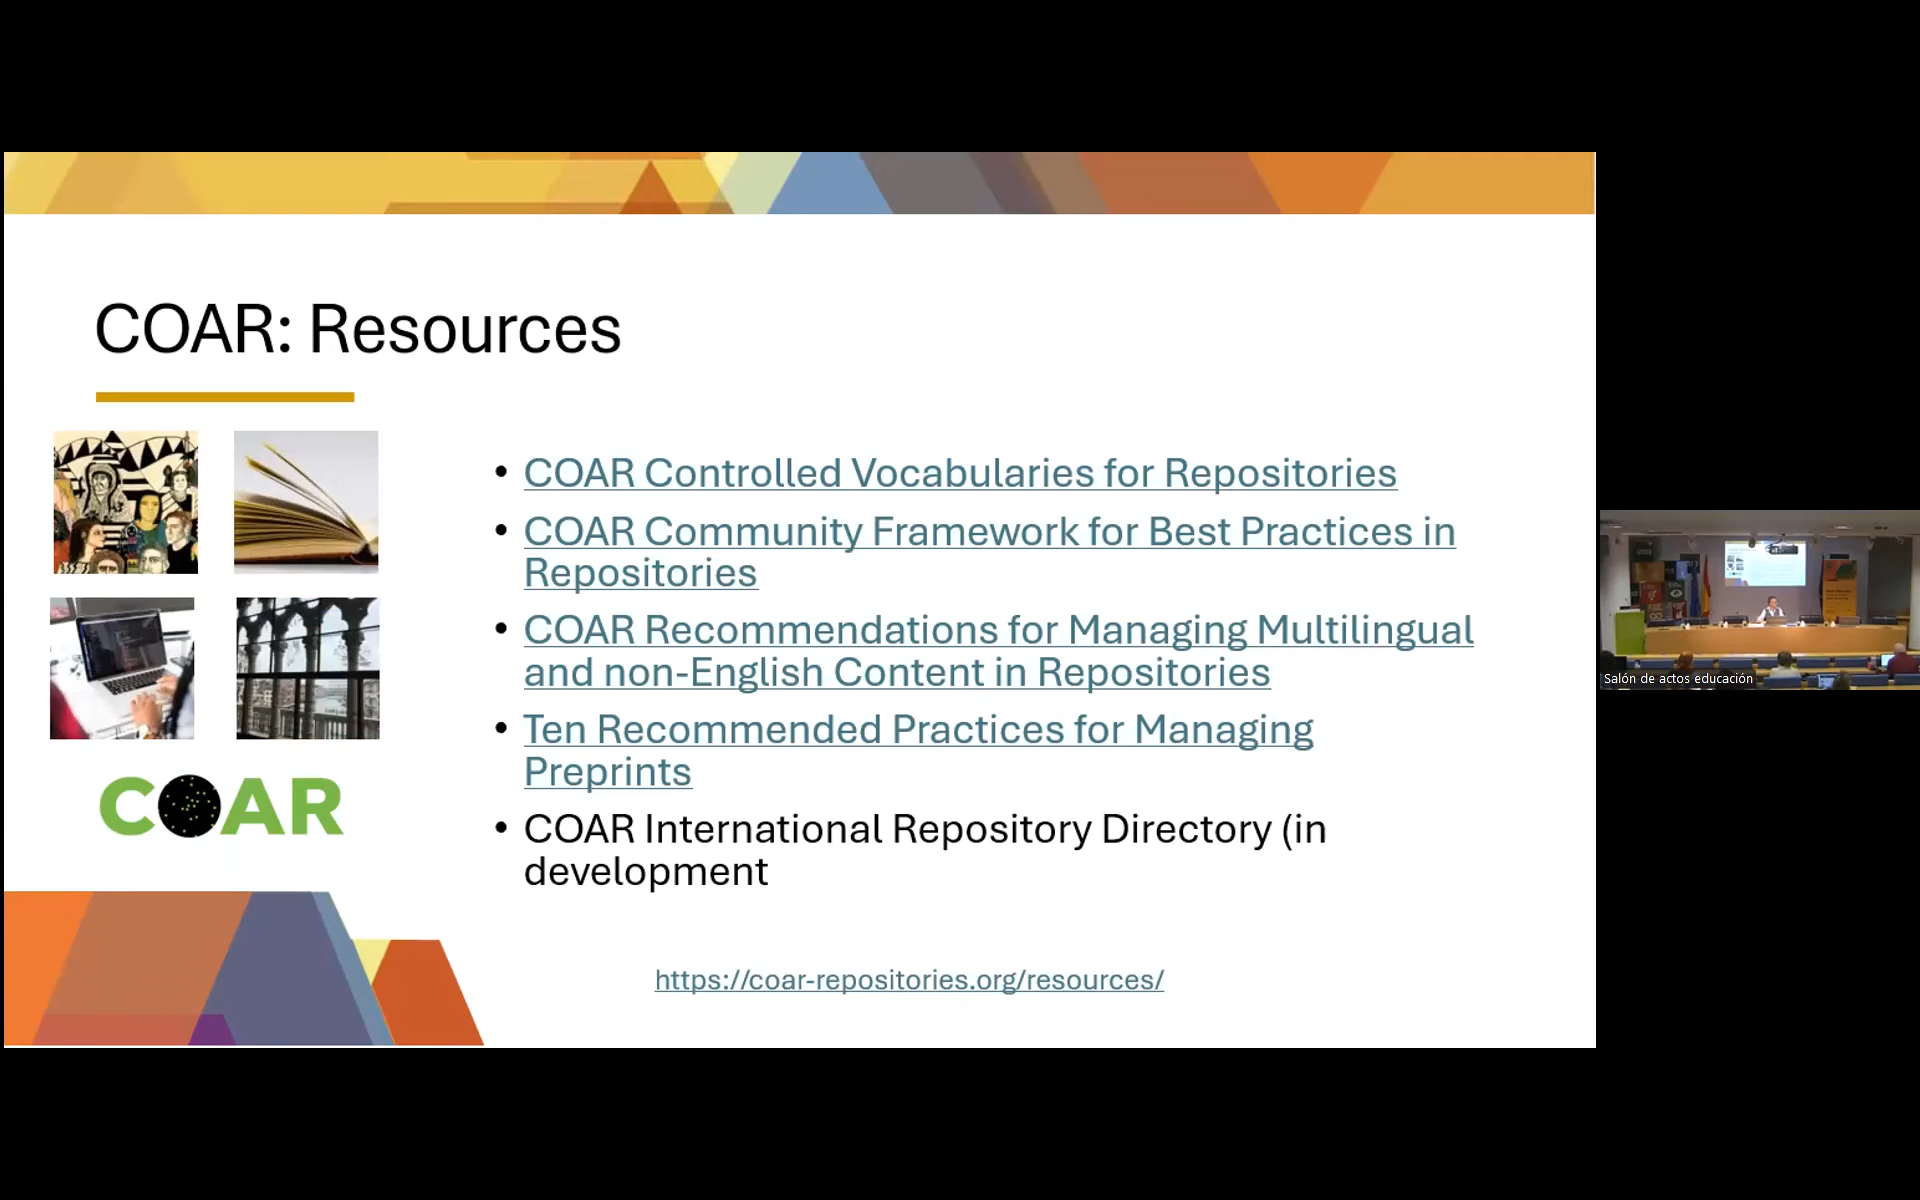 COAR: Resources
• COAR Controlled Vocabularies for Repositories
• COAR Community Framework for Best Practices in
Repositories
• COAR Recommendations for Managing Multilingual
and non-English Content in Repositories
• Ten Recommended Practices for Managing
Preprints
• COAR International Repository Directory (in
development
COAR
https://coar-repositories.org/resources/
Salón de actos educación